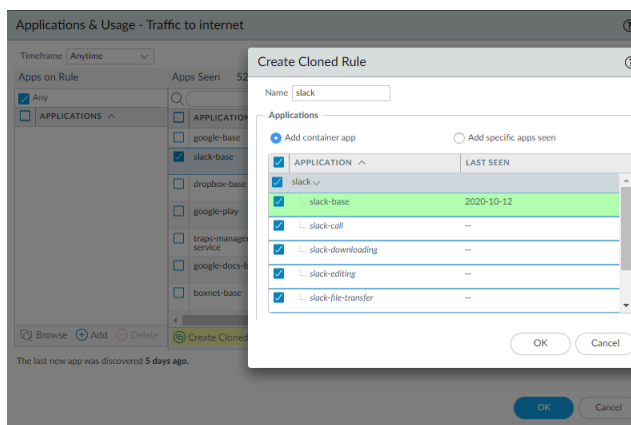 Applications & Usage - Traffic to internet
Timeframe Anytime
Apps on Rule
Apps Seen 52
Any
APPLICATIONS
APPLICATION
google-base
slack-base
dropbox-base
google-play
traps-manage
service
google-docs-b
boxnet-base
Browse Add Delete
Create Cloned
The last new app was discovered 5 days ago.
OK Cancel
Create Cloned Rule
Name slack
Applications
Add container app Add specific apps seen
APPLICATION LAST SEEN
slack
slack-base 2020-10-12
slack-call --
slack-downloading --
slack-editing --
slack-file-transfer --
OK Cancel